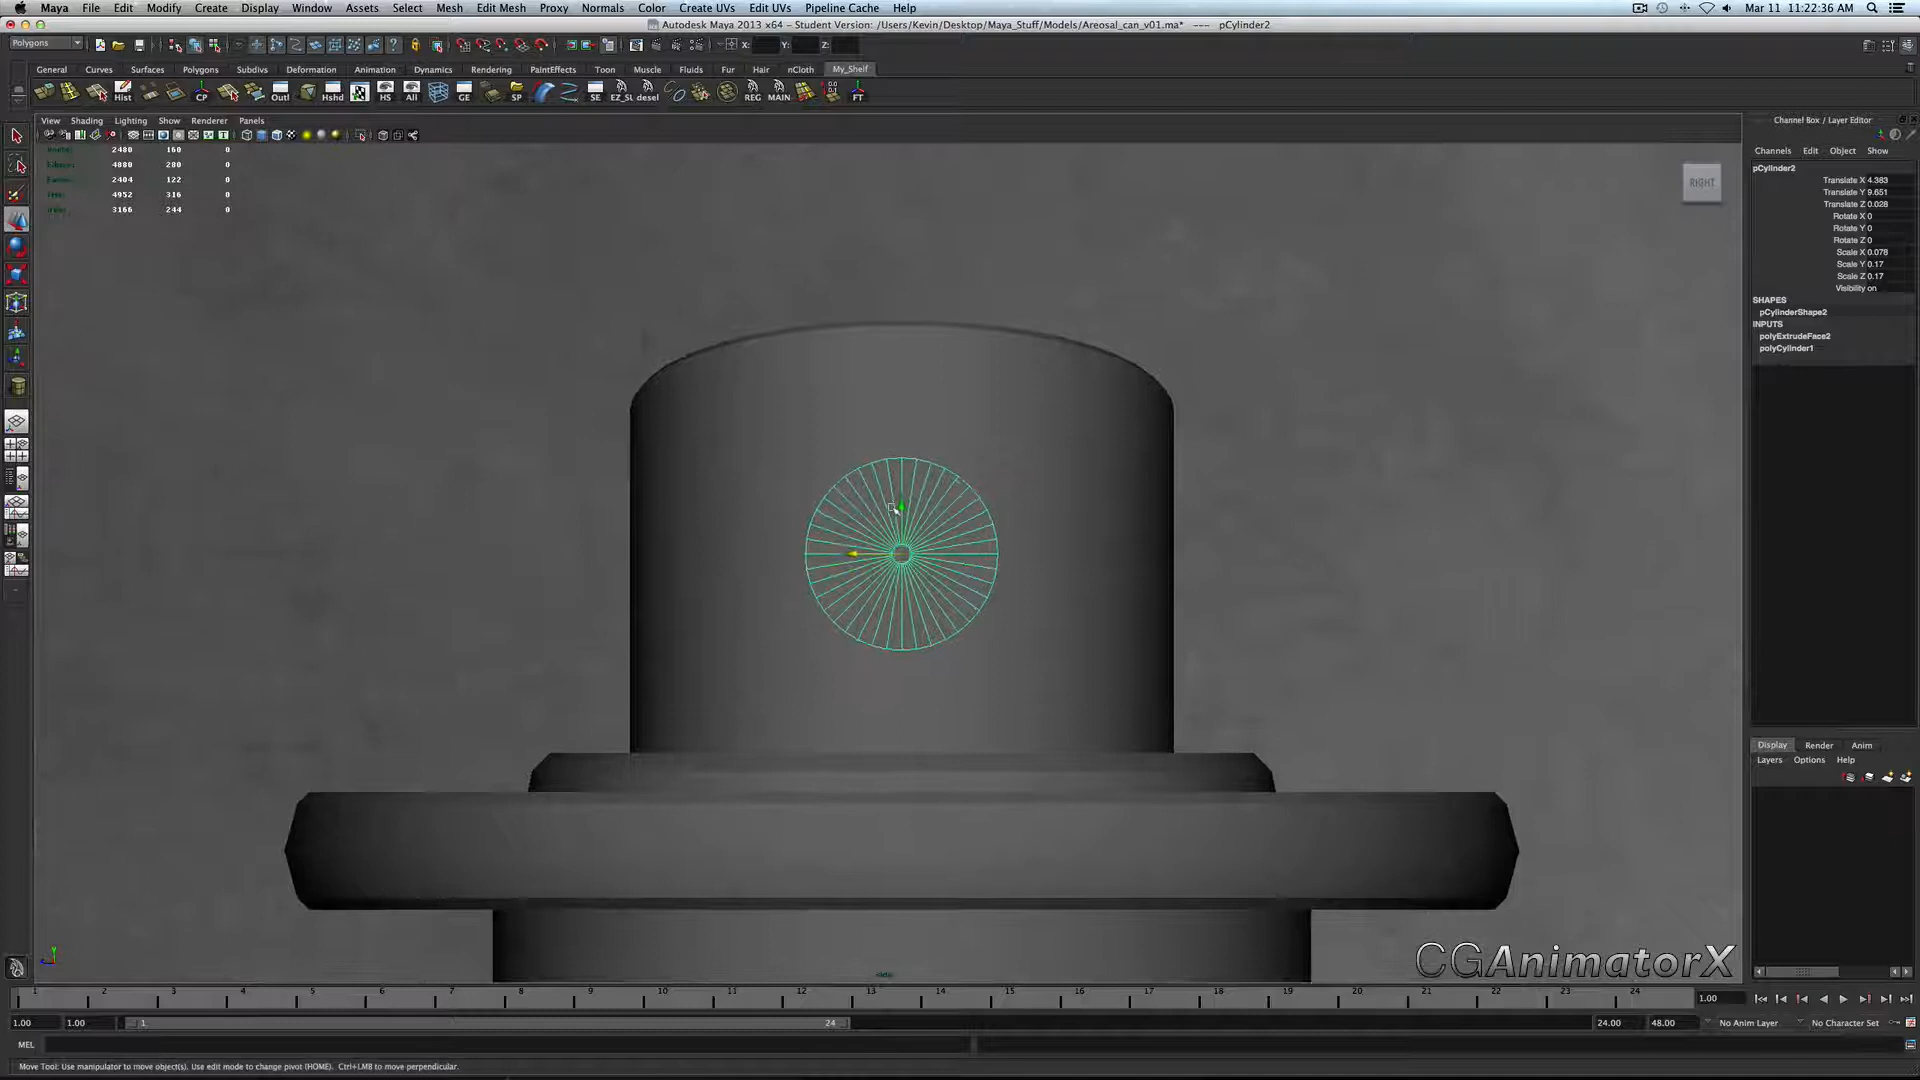 Maya File Edit Modify Create Display Window Assets Select Mesh Edit Mesh Proxy Normals Color Create UVs Edit UVs Pipeline Cache Help Mar 11 11:22:36 AM
Autodesk Maya 2013 x64 – Student Version: /Users/Kevin/Desktop/Maya_Stuff/Models/Areosal_can_v01.ma* --- pCylinder2
Polygons X: Y: Z:
General Curves Surfaces Polygons Subdivs Deformation Animation Dynamics Rendering PaintEffects Toon Muscle Fluids Fur Hair nCloth My_Shelf
Hist CP Outl Hshd HS All GE SP SE EZ_SL desel REG MAIN FT
View Shading Lighting Show Renderer Panels
Channel Box / Layer Editor
Channels Edit Object Show
2480 160 0
4880 280 0
2404 122 0
4952 316 0
3166 244 0
RIGHT
pCylinder2
Translate X 4.383
Translate Y 9.651
Translate Z 0.028
Rotate X 0
Rotate Y 0
Rotate Z 0
Scale X 0.078
Scale Y 0.17
Scale Z 0.17
Visibility on
SHAPES
pCylinderShape2
INPUTS
polyExtrudeFace2
polyCylinder1
Display Render Anim
Layers Options Help
CGAnimatorX
side
1 2 3 4 5 6 7 8 9 10 11 12 13 14 15 16 17 18 19 20 21 22 23 24 1.00
1.00 1.00 1 24 24.00 48.00 No Anim Layer No Character Set
MEL
Move Tool: Use manipulator to move object(s). Use edit mode to change pivot (HOME). Ctrl+LMB to move perpendicular.